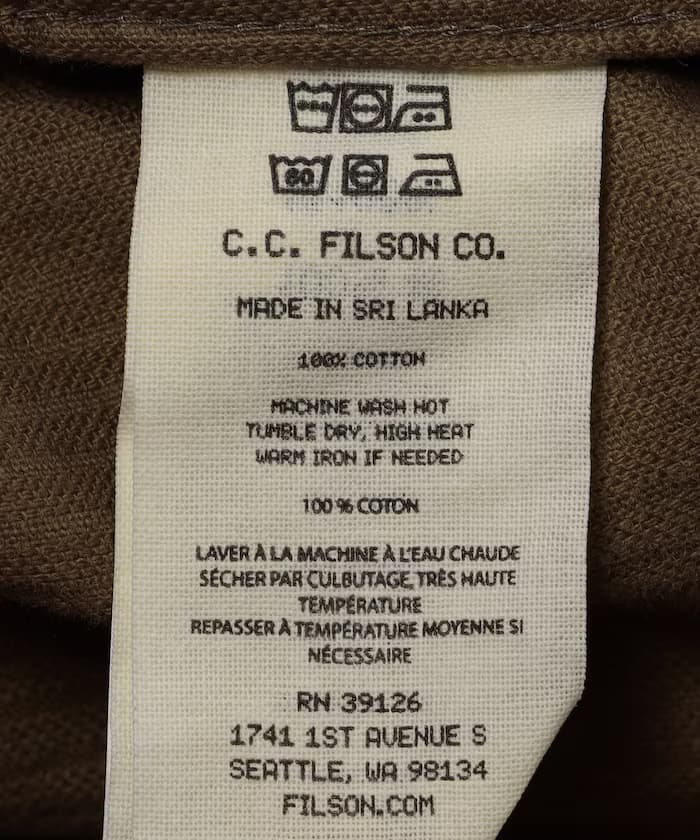 60
C.C. FILSON CO.
MADE IN SRI LANKA
100% COTTON
MACHINE WASH HOT
TUMBLE DRY, HIGH HEAT
WARM IRON IF NEEDED
100 % COTON
LAVER À LA MACHINE À L'EAU CHAUDE
SÉCHER PAR CULBUTAGE, TRÈS HAUTE
TEMPÉRATURE
REPASSER À TEMPÉRATURE MOYENNE SI
NÉCESSAIRE
RN 39126
1741 1ST AVENUE S
SEATTLE, WA 98134
FILSON.COM